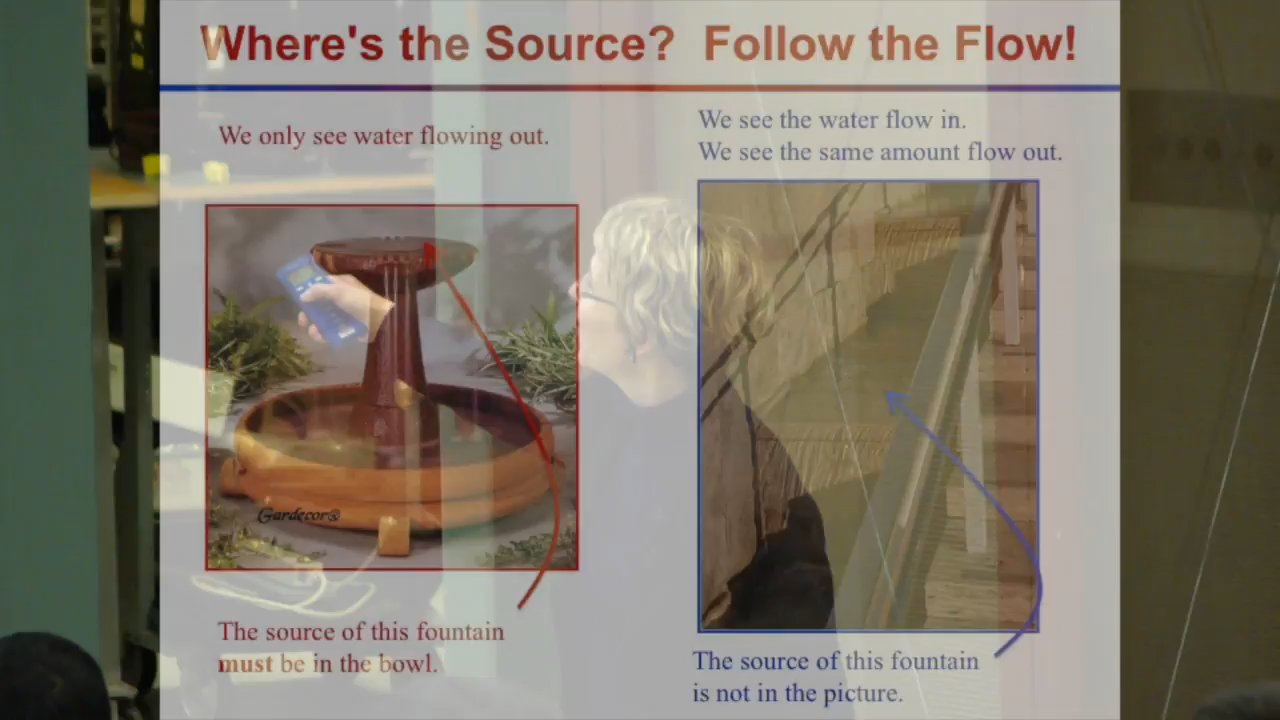 Where's the Source? Follow the Flow!
We only see water flowing out.
We see the water flow in.
We see the same amount flow out.
Gardecor®
The source of this fountain
must be in the bowl.
The source of this fountain
is not in the picture.